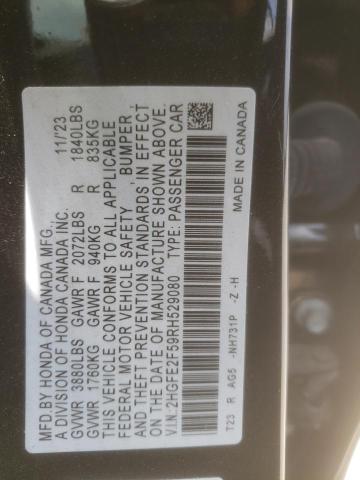 MFD BY HONDA OF CANADA MFG., 11/23
A DIVISION OF HONDA CANADA INC.
GVWR 3880LBS GAWR F 2072LBS R 1840LBS
GVWR 1760KG GAWR F 940KG R 835KG
THIS VEHICLE CONFORMS TO ALL APPLICABLE
FEDERAL MOTOR VEHICLE SAFETY, BUMPER,
AND THEFT PREVENTION STANDARDS IN EFFECT
ON THE DATE OF MANUFACTURE SHOWN ABOVE.
V.I.N:2HGFE2F59RH529080 TYPE: PASSENGER CAR
T23 R AG5 -NH731P -Z -H MADE IN CANADA